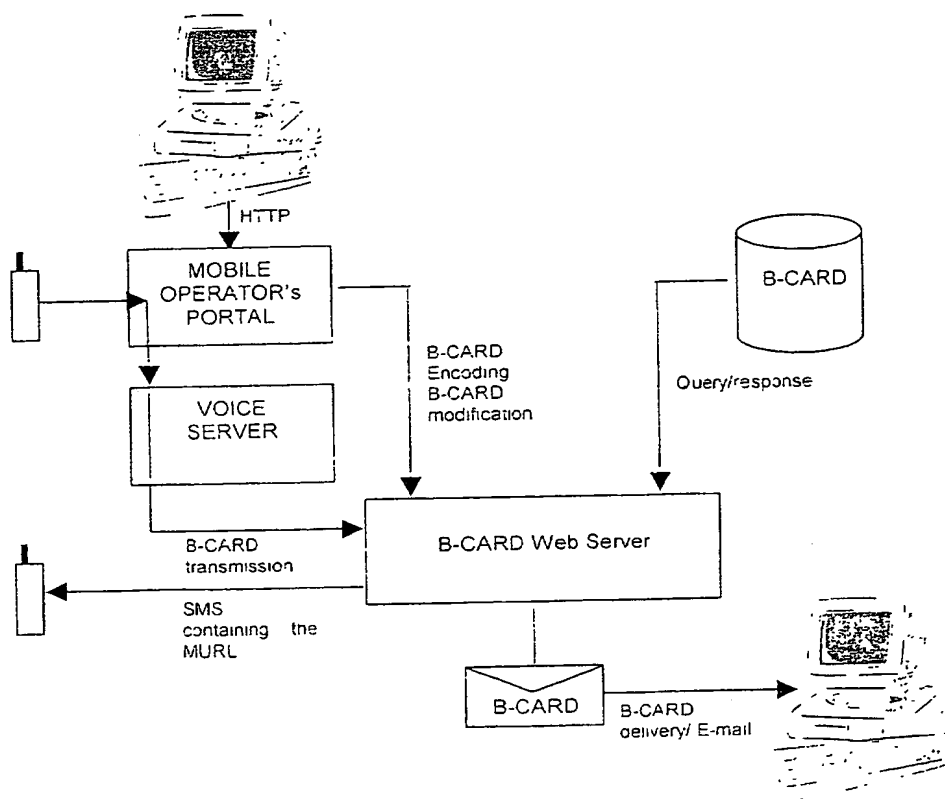 HTTP
MOBILE
OPERATOR's
PORTAL
B-CARD
B-CARD
Encoding
B-CARD
modification
Query/response
VOICE
SERVER
B-CARD Web Server
B-CARD
transmission
SMS
containing the
MURL
B-CARD
B-CARD
delivery/ E-mail